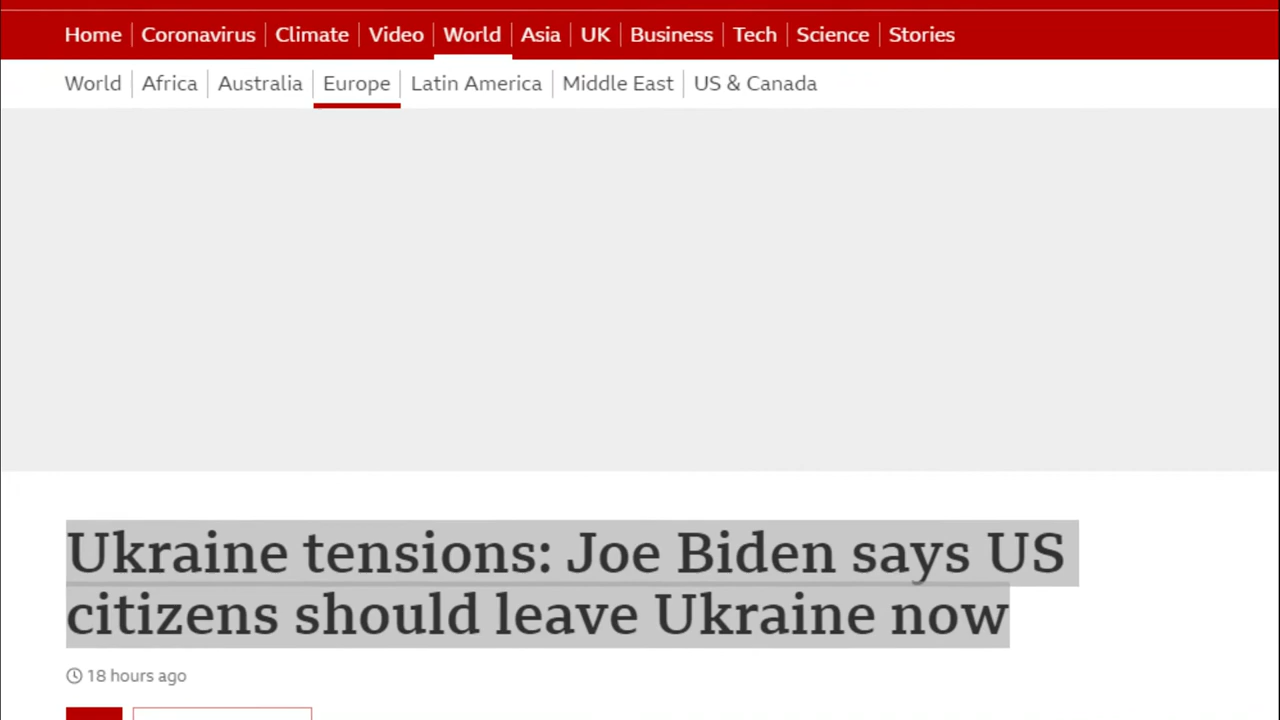 Home Coronavirus Climate Video World Asia UK Business Tech Science Stories
World Africa Australia Europe Latin America Middle East US & Canada
Ukraine tensions: Joe Biden says US
citizens should leave Ukraine now
18 hours ago